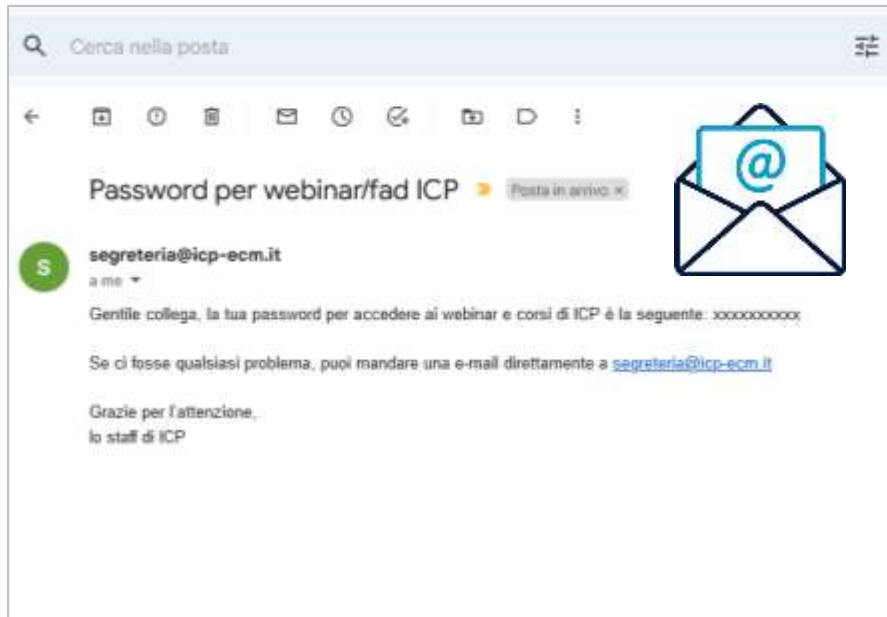 Cerca nella posta
Password per webinar/fad ICP
Posta in arrivo ×
S
segreteria@icp-ecm.it
a me
Gentile collega, la tua password per accedere ai webinar e corsi di ICP è la seguente: xxxxxxxxxx
Se ci fosse qualsiasi problema, puoi mandare una e-mail direttamente a segreteria@icp-ecm.it
Grazie per l'attenzione,
lo staff di ICP
@